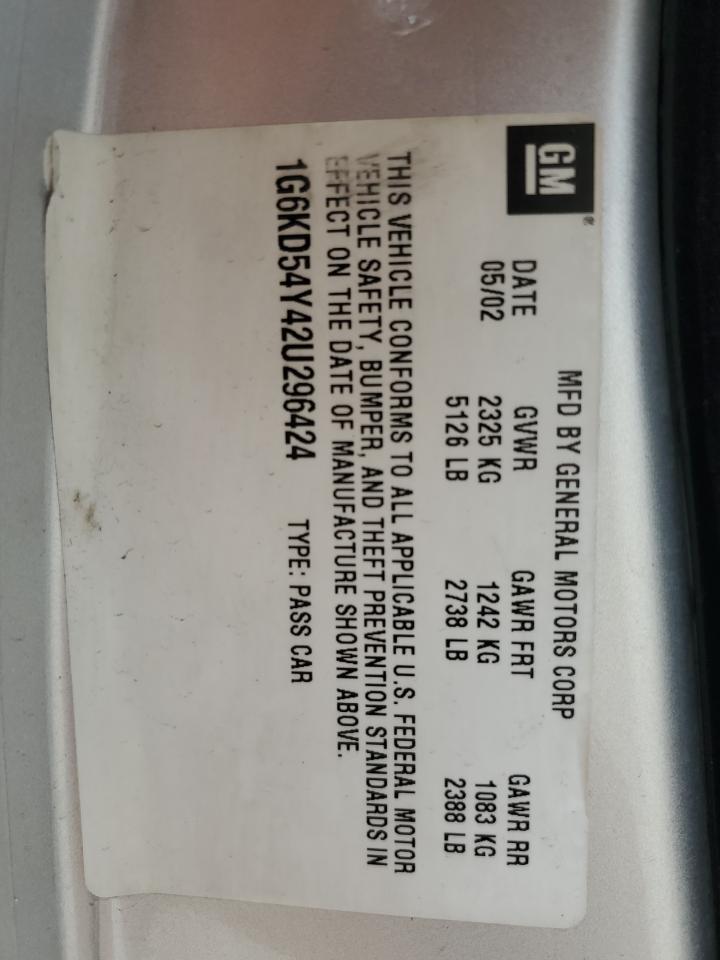 GM®
MFD BY GENERAL MOTORS CORP
DATE GVWR GAWR FRT GAWR RR
05/02 2325 KG 1242 KG 1083 KG
5126 LB 2738 LB 2388 LB
THIS VEHICLE CONFORMS TO ALL APPLICABLE U.S. FEDERAL MOTOR
VEHICLE SAFETY, BUMPER, AND THEFT PREVENTION STANDARDS IN
EFFECT ON THE DATE OF MANUFACTURE SHOWN ABOVE.
1G6KD54Y42U296424 TYPE: PASS CAR